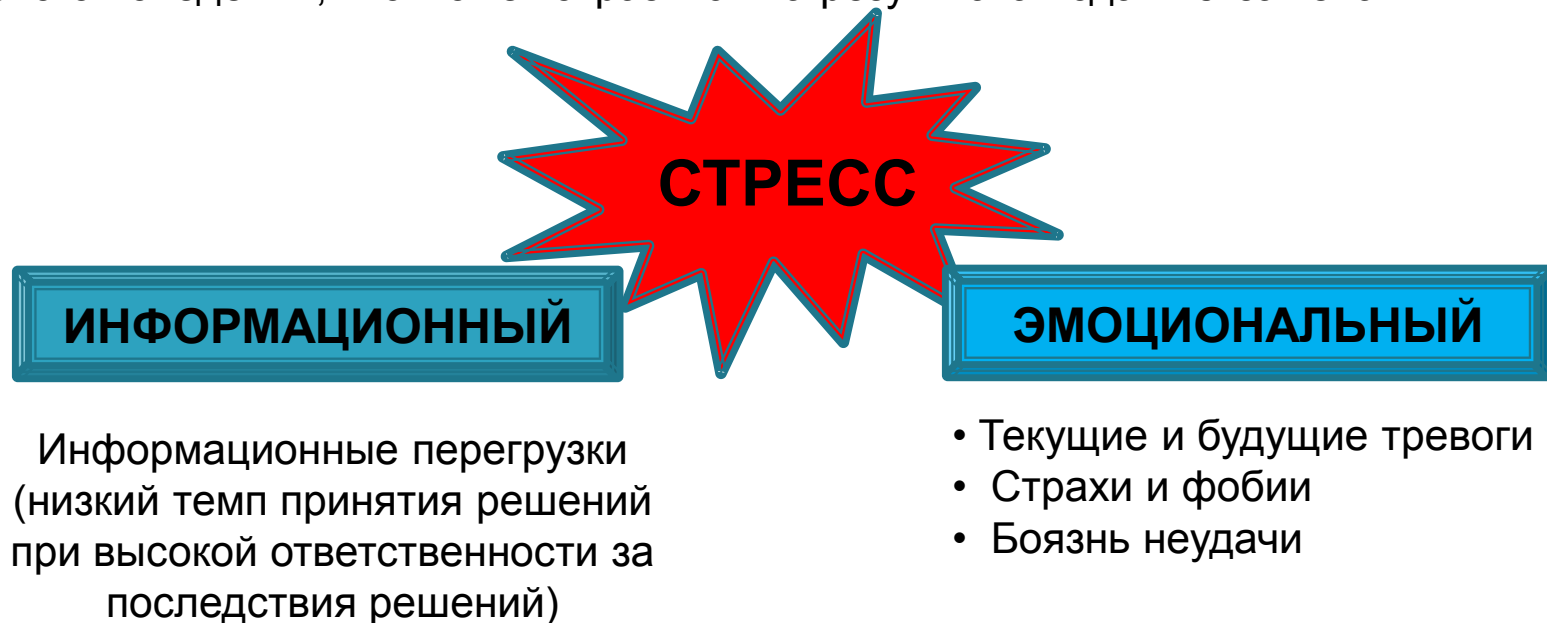 СТРЕСС
ИНФОРМАЦИОННЫЙ
ЭМОЦИОНАЛЬНЫЙ
Информационные перегрузки
(низкий темп принятия решений
при высокой ответственности за
последствия решений)
• Текущие и будущие тревоги
• Страхи и фобии
• Боязнь неудачи